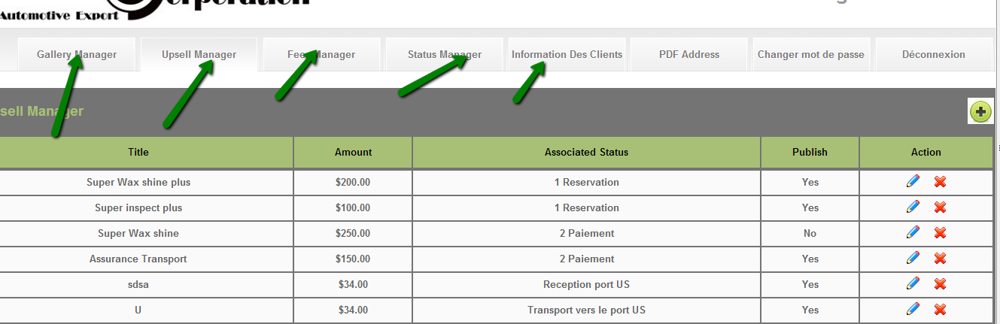 Automotive Export
Gallery Manager Upsell Manager Manager Status Manager Information Des Clients PDF Address Changer mot de passe Déconnexion
sell Manager
Title Amount Associated Status Publish Action
Super Wax shine plus $200.00 1 Reservation Yes
Super inspect plus $100.00 1 Reservation Yes
Super Wax shine $250.00 2 Paiement No
Assurance Transport $150.00 2 Paiement Yes
sdsa $34.00 Reception port US Yes
U $34.00 Transport vers le port US Yes